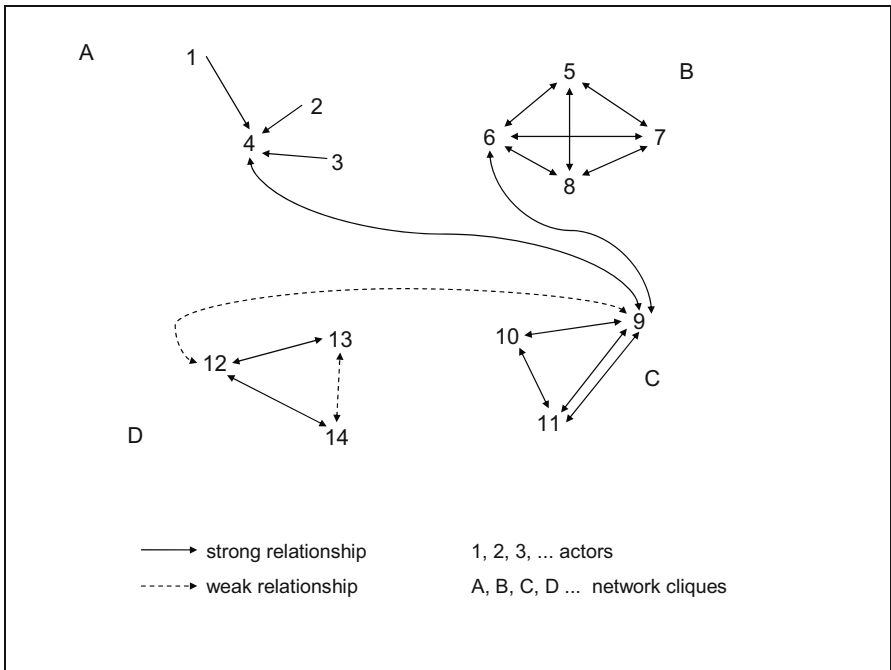 A
1
2
3
4
5
B
6
7
8
9
10
11
C
12
13
14
D
strong relationship
1, 2, 3, ... actors
weak relationship
A, B, C, D ... network cliques